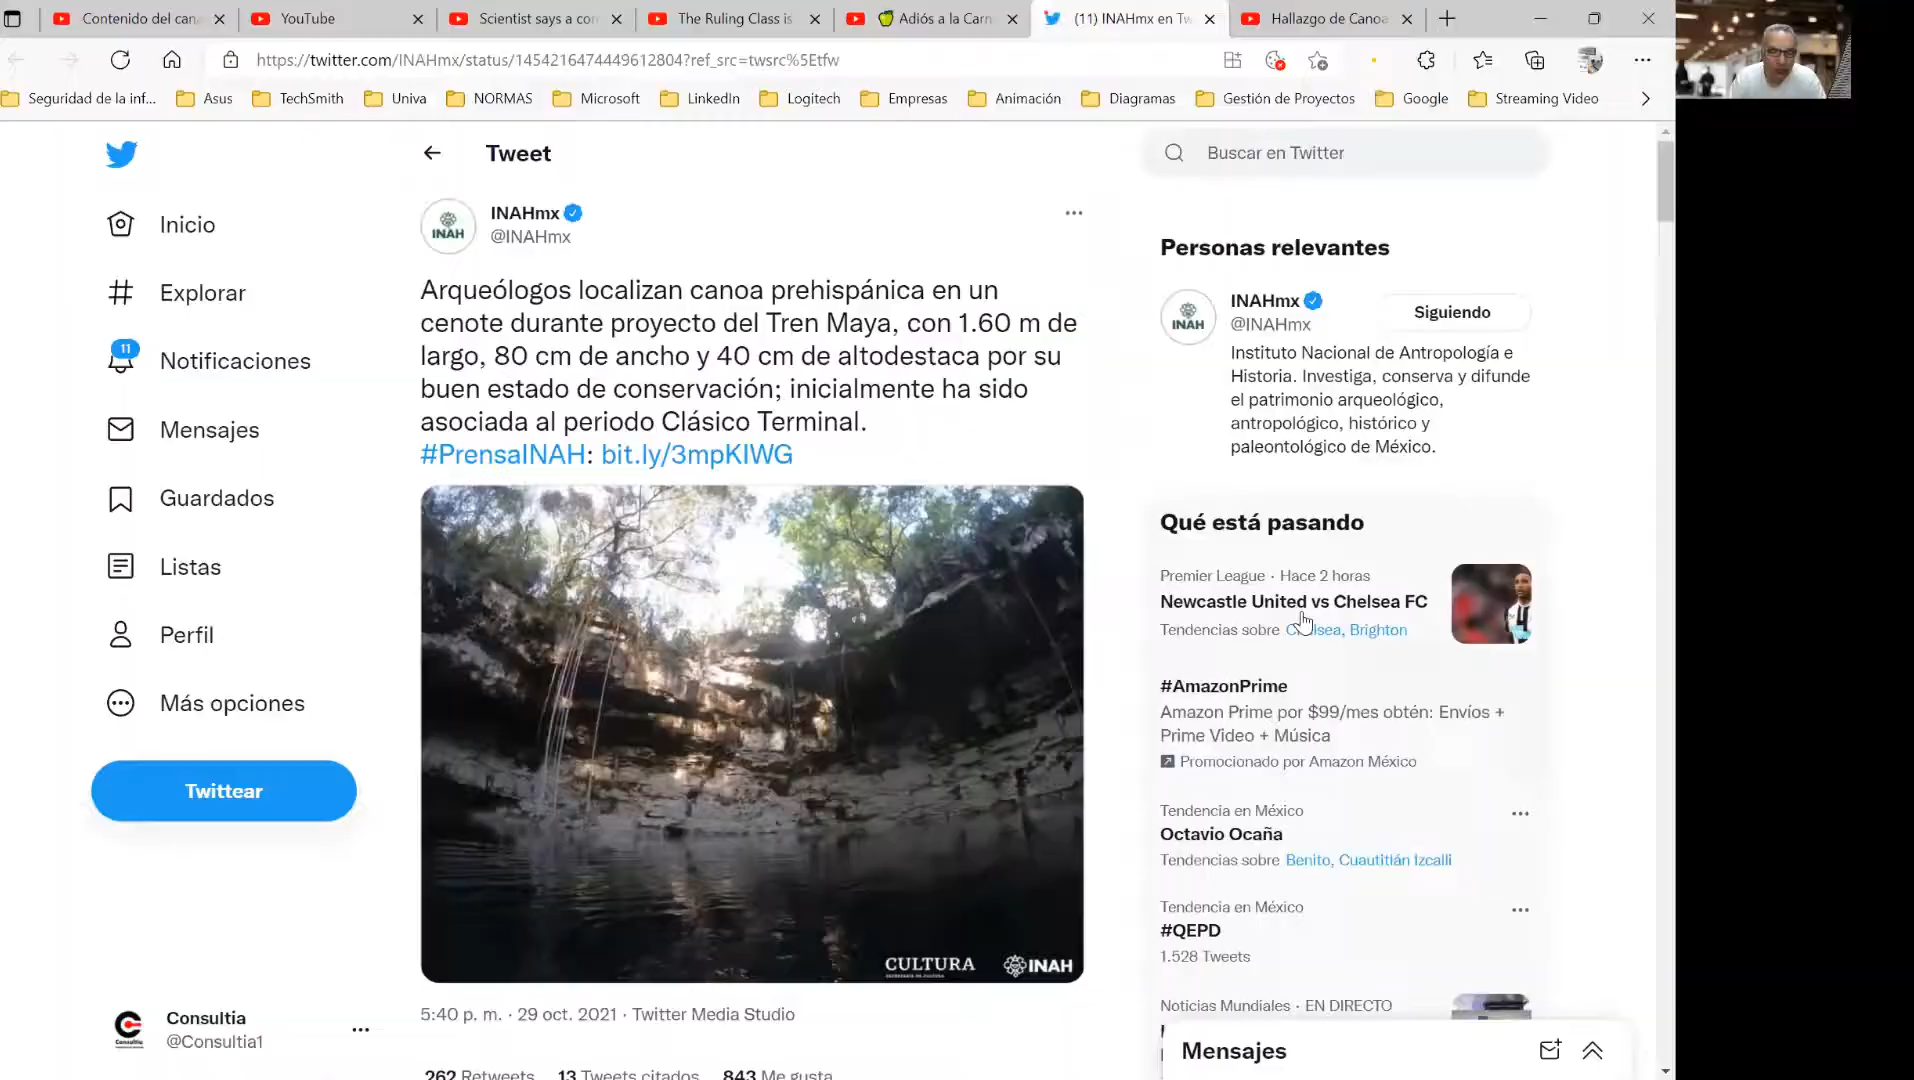 Contenido del can
YouTube
Scientist says a co
The Ruling Class is
Adiós a la Carn
(11) INAHmx en Tw
Hallazgo de Canoa
https://twitter.com/INAHmx/status/1454216474449612804?ref_src=twsrc%5Etfw
Seguridad de la inf...
Asus
TechSmith
Univa
NORMAS
Microsoft
LinkedIn
Logitech
Empresas
Animación
Diagramas
Gestión de Proyectos
Google
Streaming Video
Inicio
Explorar
11
Notificaciones
Mensajes
Guardados
Listas
Perfil
Más opciones
Twittear
Consultia
@Consultia1
Tweet
INAH
INAHmx
@INAHmx
Arqueólogos localizan canoa prehispánica en un
cenote durante proyecto del Tren Maya, con 1.60 m de
largo, 80 cm de ancho y 40 cm de altodestaca por su
buen estado de conservación; inicialmente ha sido
asociada al periodo Clásico Terminal.
#PrensaINAH: bit.ly/3mpKIWG
CULTURA
INAH
5:40 p. m. · 29 oct. 2021 · Twitter Media Studio
262 Retweets 13 Tweets citados 843 Me gusta
Buscar en Twitter
Personas relevantes
INAH
INAHmx
@INAHmx
Siguiendo
Instituto Nacional de Antropología e
Historia. Investiga, conserva y difunde
el patrimonio arqueológico,
antropológico, histórico y
paleontológico de México.
Qué está pasando
Premier League · Hace 2 horas
Newcastle United vs Chelsea FC
Tendencias sobre Chelsea, Brighton
#AmazonPrime
Amazon Prime por $99/mes obtén: Envíos +
Prime Video + Música
Promocionado por Amazon México
Tendencia en México
Octavio Ocaña
Tendencias sobre Benito, Cuautitlán Izcalli
Tendencia en México
#QEPD
1.528 Tweets
Noticias Mundiales · EN DIRECTO
Mensajes